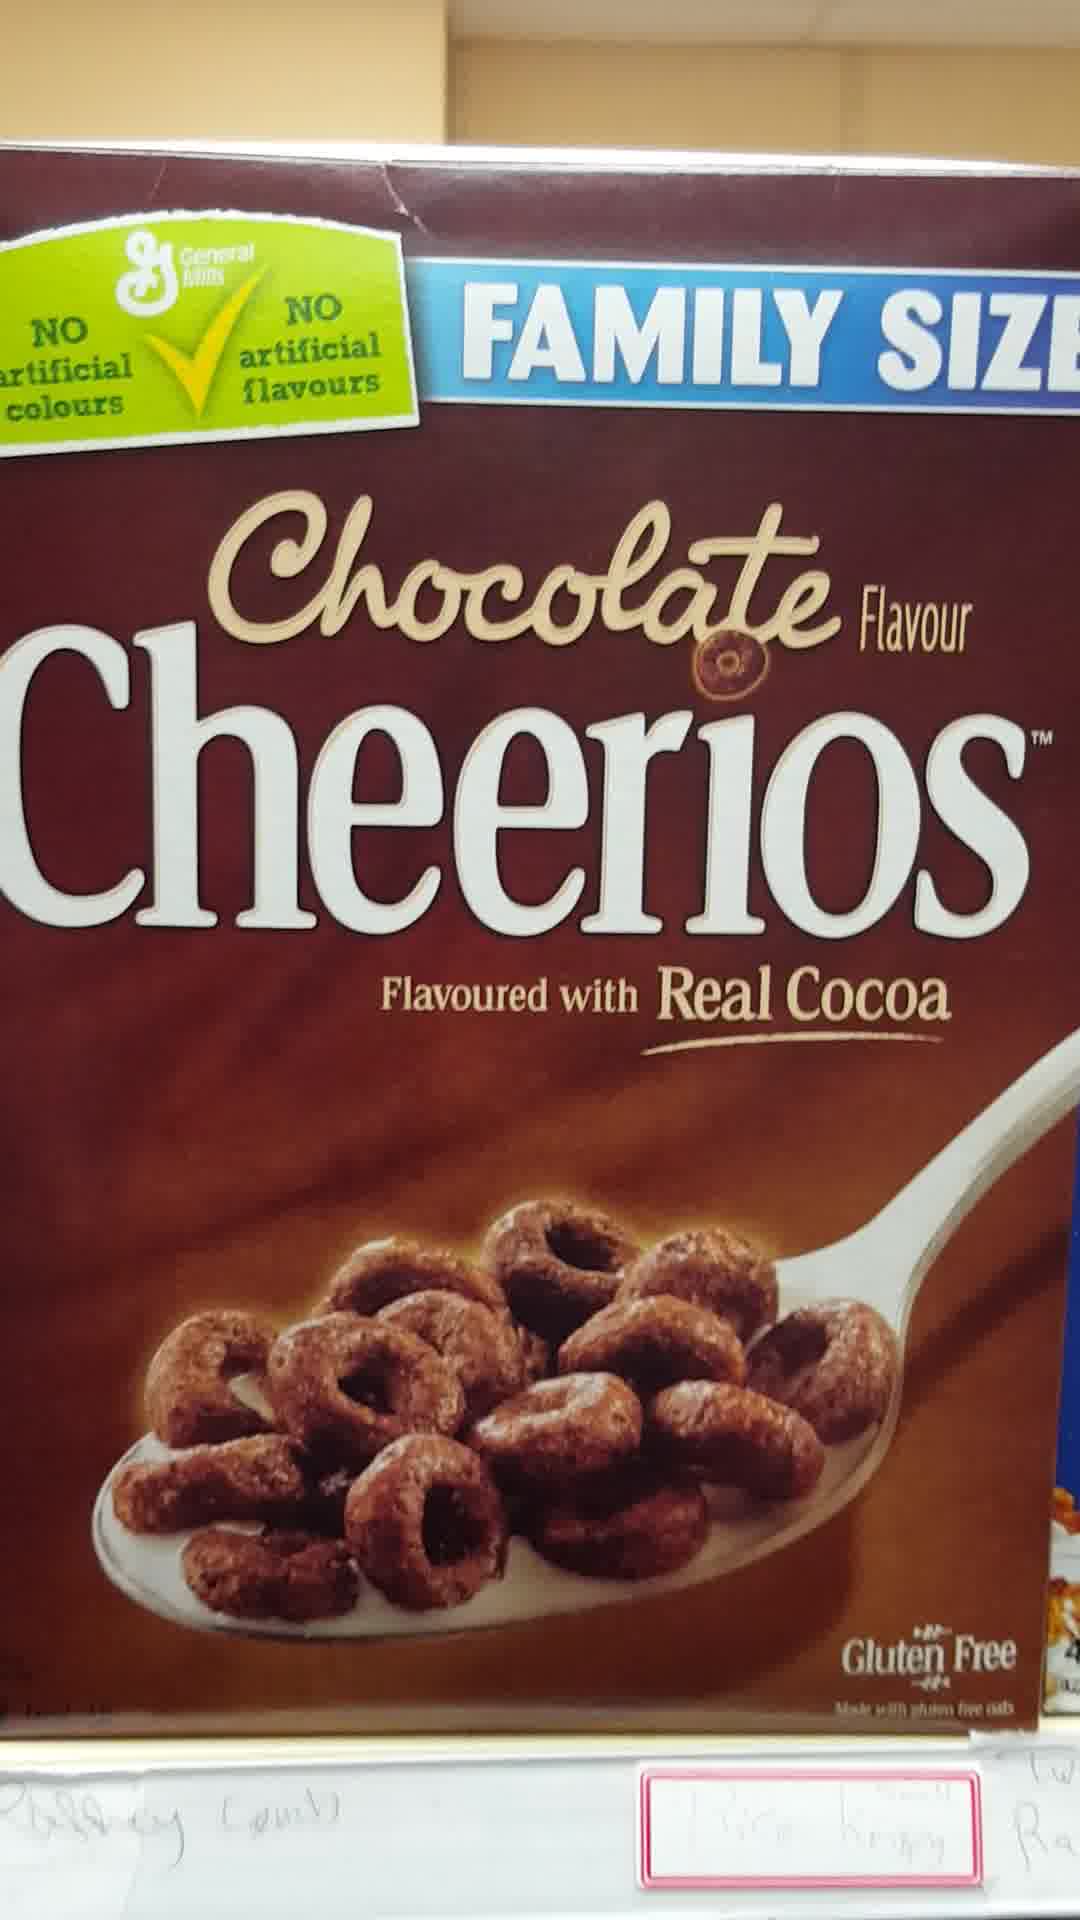 General
Mills
NO
artificial
colours
NO
artificial
flavours
FAMILY SIZE
Chocolate Flavour
Cheerios™
Flavoured with Real Cocoa
Gluten Free
Made with gluten free oats